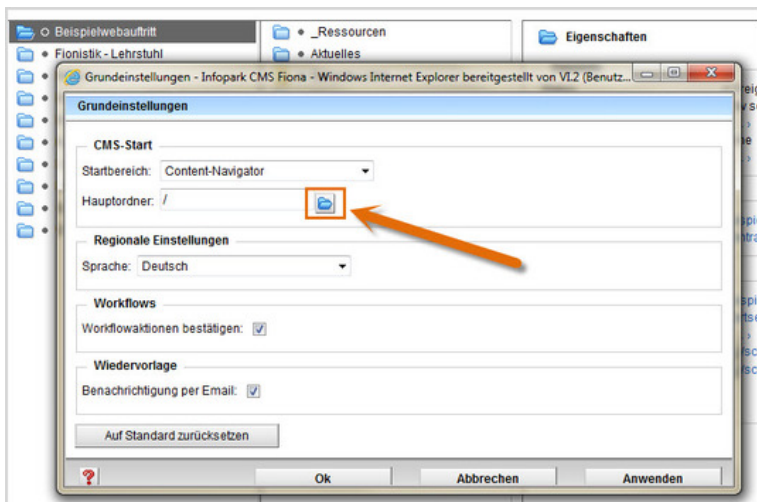 Beispielwebauftritt
_Ressourcen
Eigenschaften
Fionistik - Lehrstuhl
Aktuelles
Grundeinstellungen - Infopark CMS Fiona - Windows Internet Explorer bereitgestellt von VI.2 (Benutz...
Grundeinstellungen
CMS-Start
Startbereich: Content-Navigator
Hauptordner: /
Regionale Einstellungen
Sprache: Deutsch
Workflows
Workflowaktionen bestätigen:
Wiedervorlage
Benachrichtigung per Email:
Auf Standard zurücksetzen
? Ok Abbrechen Anwenden